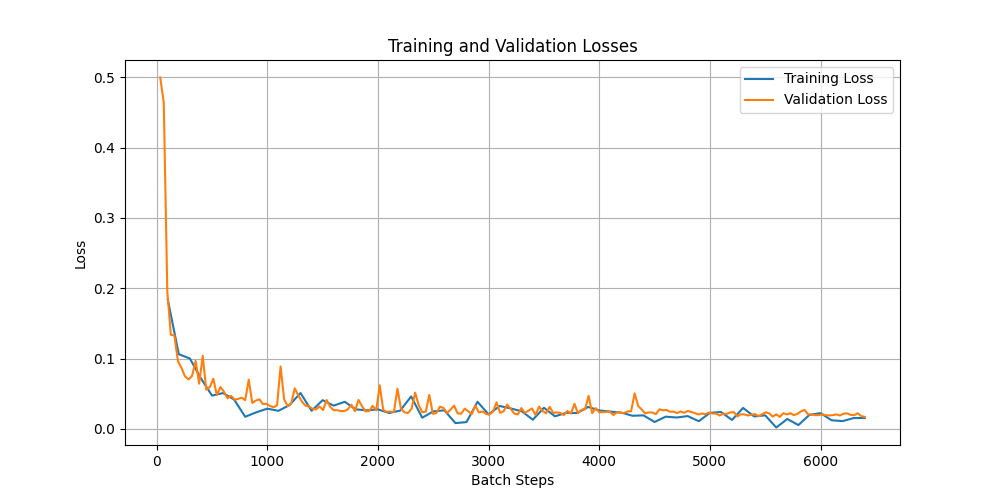 Training and Validation Losses
Training Loss
Validation Loss
0.5
0.4
0.3
0.2
0.1
0.0
Loss
0 1000 2000 3000 4000 5000 6000
Batch Steps